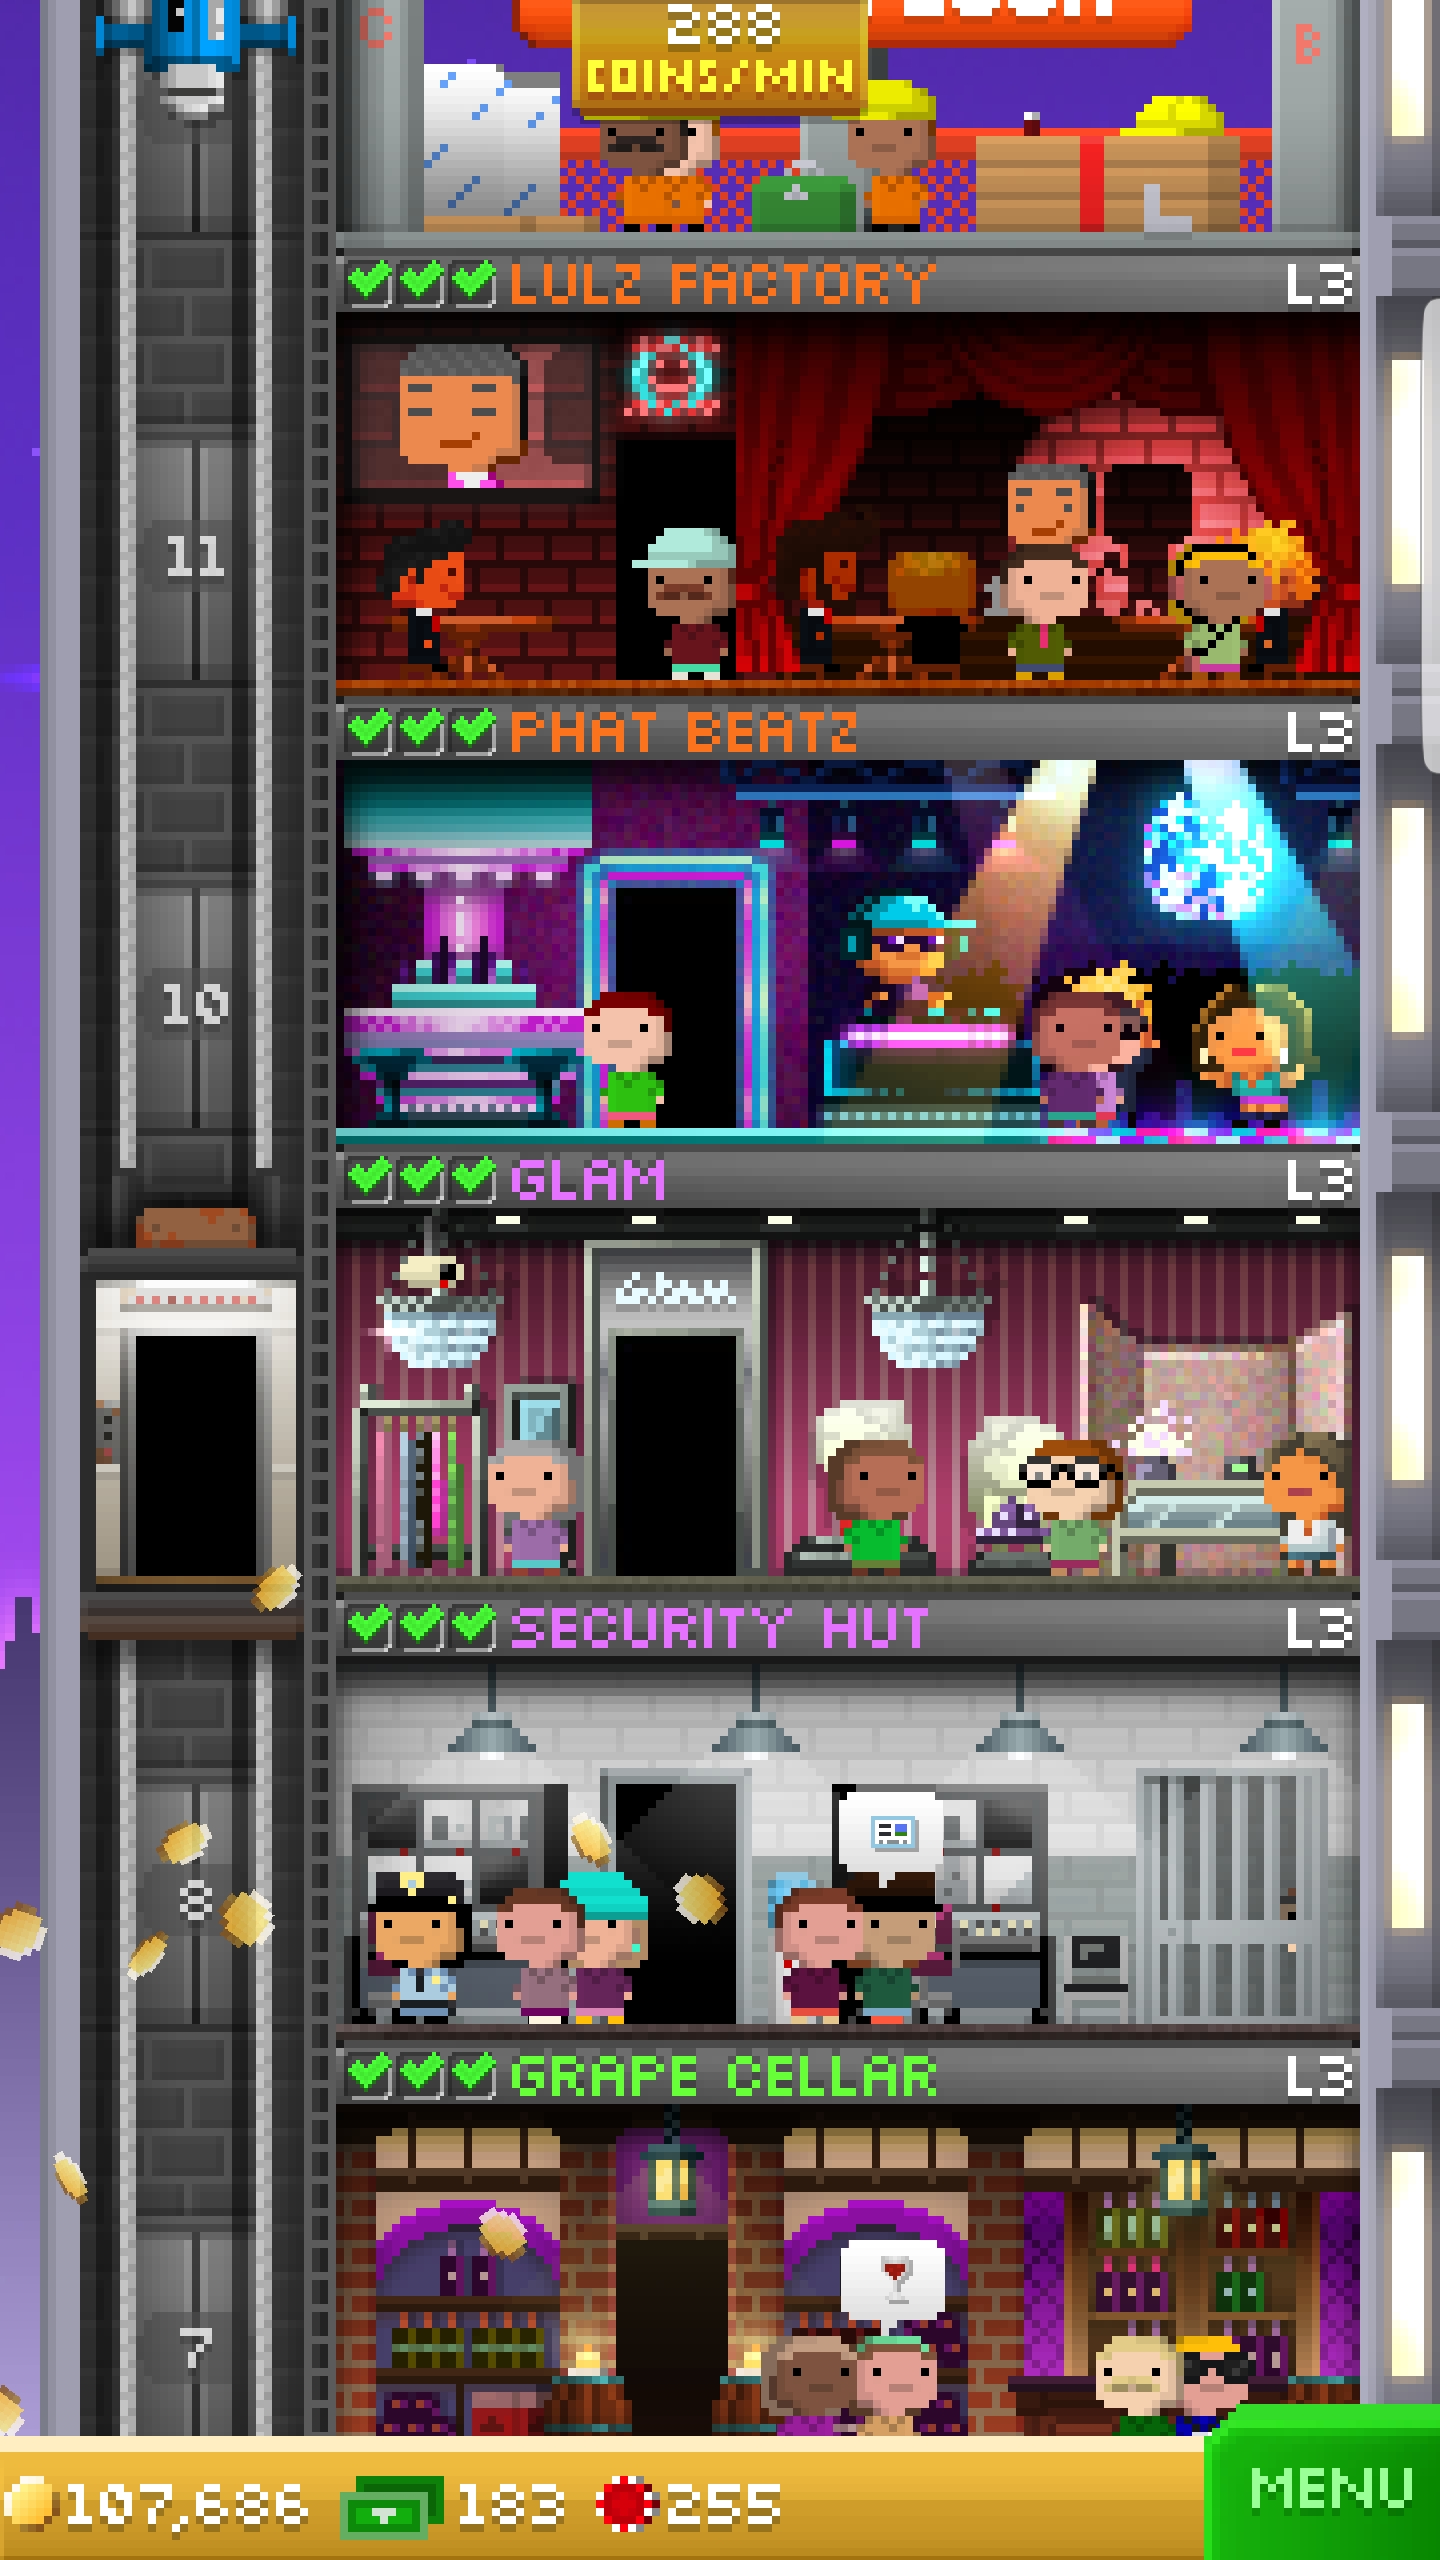 C
288
B
COINS/MIN
LULZ FACTORY L3
11
PHAT BEATZ L3
10
GLAM L3
Glam
SECURITY HUT L3
8
GRAPE CELLAR L3
7
107,686 183 255
MENU